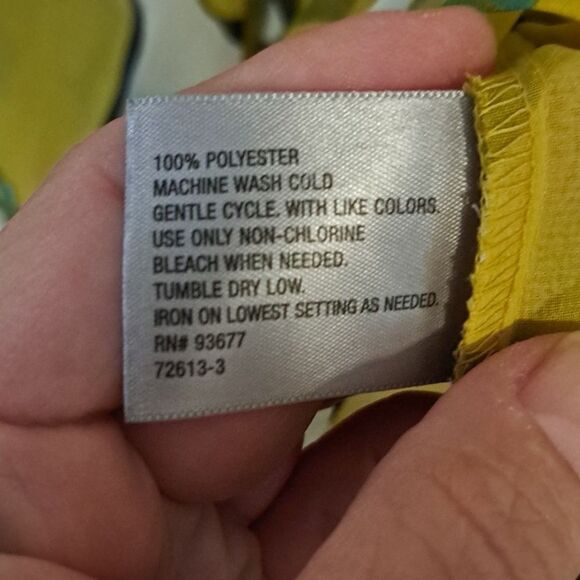 100% POLYESTER
MACHINE WASH COLD
GENTLE CYCLE. WITH LIKE COLORS.
USE ONLY NON-CHLORINE
BLEACH WHEN NEEDED.
TUMBLE DRY LOW.
IRON ON LOWEST SETTING AS NEEDED.
RN# 93677
72613-3